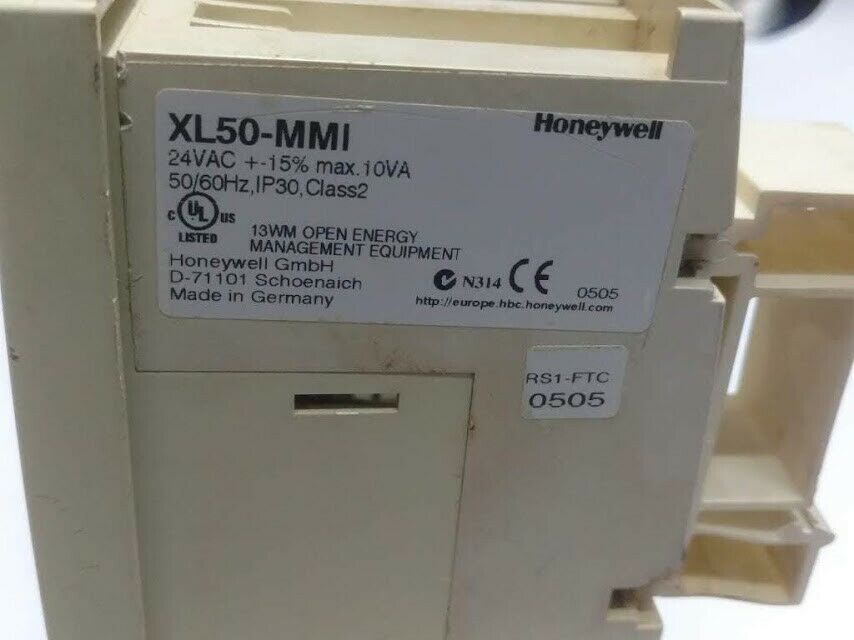 XL50-MMI
Honeywell
24VAC +-15% max.10VA
50/60Hz,IP30,Class2
C UL US
LISTED
13WM OPEN ENERGY
MANAGEMENT EQUIPMENT
Honeywell GmbH
D-71101 Schoenaich
Made in Germany
N314 CE
0505
http://europe.hbc.honeywell.com
RS1-FTC
0505